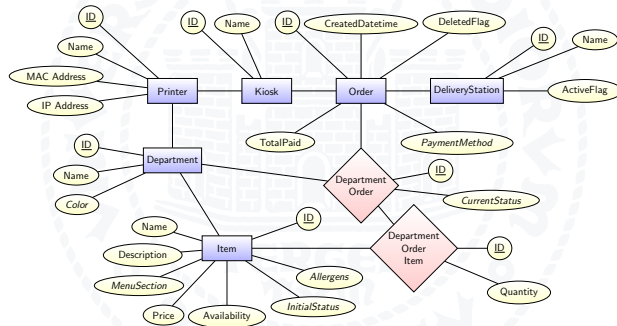 ID
Name
MAC Address
IP Address
Printer
ID
Name
Kiosk
ID
CreatedDatetime
DeletedFlag
Order
TotalPaid
PaymentMethod
ID
Name
DeliveryStation
ActiveFlag
ID
Name
Color
Department
Department
Order
ID
CurrentStatus
Name
Description
MenuSection
Price
Availability
InitialStatus
Allergens
ID
Item
Department
Order
Item
ID
Quantity